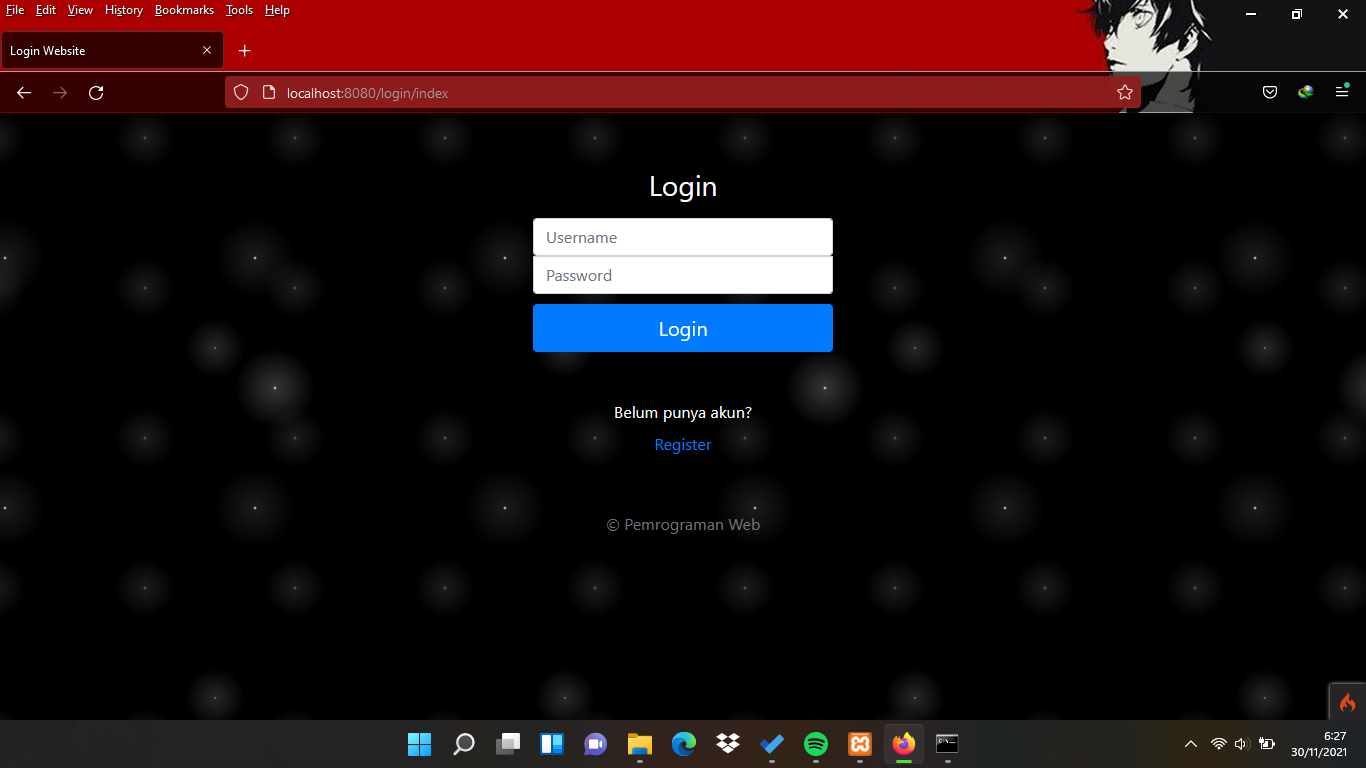 File Edit View History Bookmarks Tools Help
Login Website
localhost:8080/login/index
Login
Username
Password
Login
Belum punya akun?
Register
© Pemrograman Web
6:27
30/11/2021